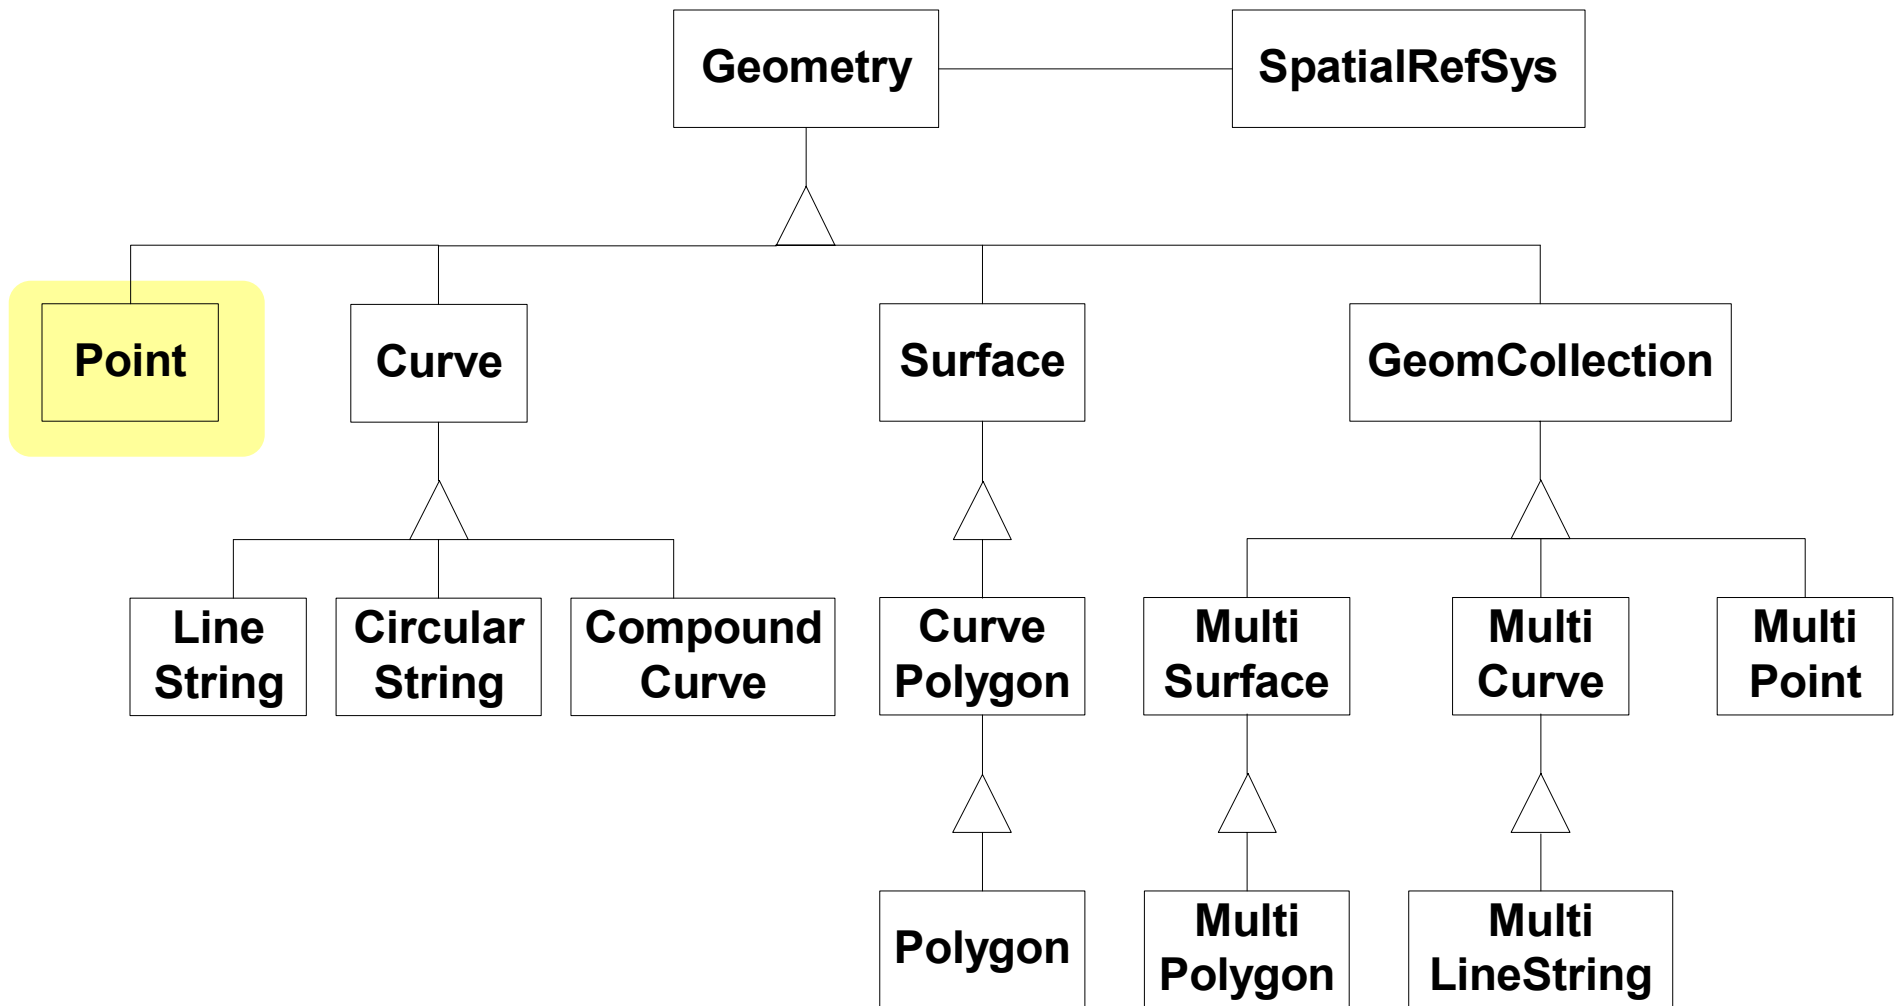 Geometry
SpatialRefSys
Point
Curve
Surface
GeomCollection
Line
String
Circular
String
Compound
Curve
Curve
Polygon
Multi
Surface
Multi
Curve
Multi
Point
Polygon
Multi
Polygon
Multi
LineString